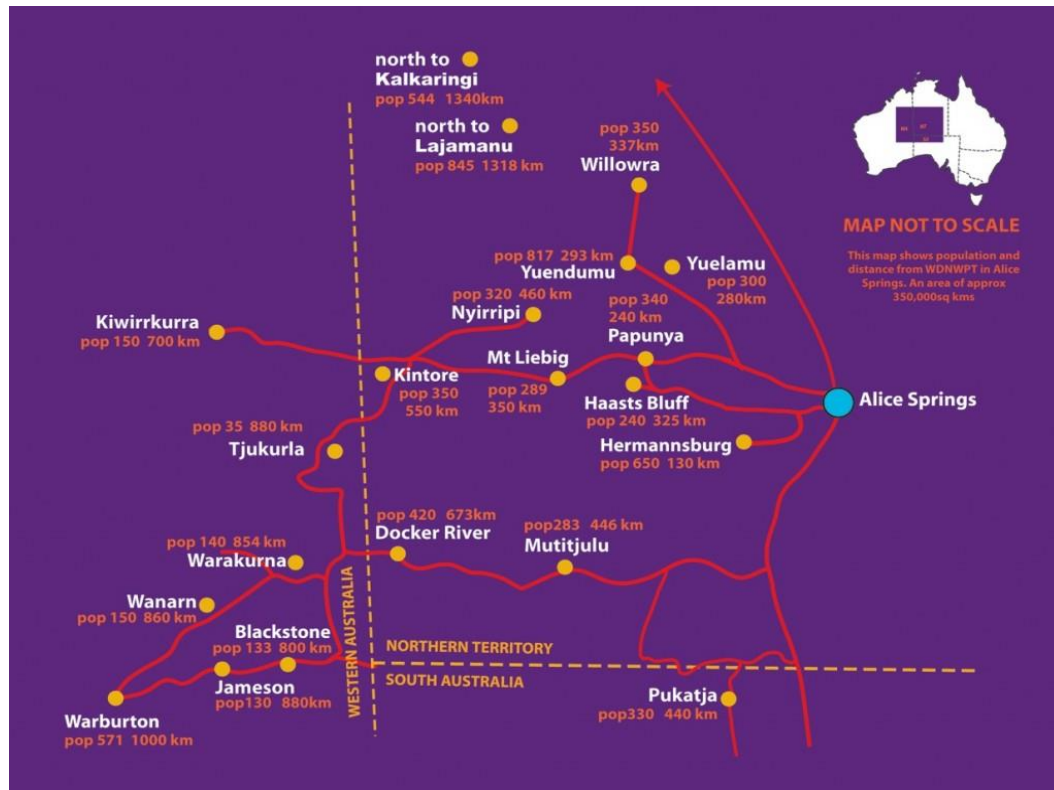 north to
Kalkaringi
pop 544 1340km
north to
Lajamanu
pop 845 1318 km
pop 350
337km
Willowra
MAP NOT TO SCALE
This map shows population and
distance from WDNWPT in Alice
Springs. An area of approx
350,000sq kms
pop 817 293 km
Yuendumu
Yuelamu
pop 300
280km
pop 320 460 km
Nyirripi
pop 340
240 km
Papunya
Kiwirrkurra
pop 150 700 km
Mt Liebig
pop 289
350 km
Kintore
pop 350
550 km
Haasts Bluff
pop 240 325 km
Alice Springs
Hermannsburg
pop 650 130 km
pop 35 880 km
Tjukurla
pop 420 673km
Docker River
pop283 446 km
Mutitjulu
pop 140 854 km
Warakurna
Wanarn
pop 150 860 km
Blackstone
pop 133 800 km
WESTERN AUSTRALIA
NORTHERN TERRITORY
SOUTH AUSTRALIA
Jameson
pop130 880km
Pukatja
pop330 440 km
Warburton
pop 571 1000 km